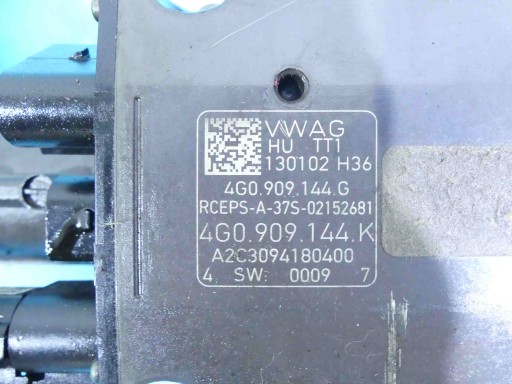 VWAG
HU TT1
130102 H36
4G0.909.144.G
RCEPS-A-37S-02152681
4G0.909.144.K
A2C3094180400
4 SW: 0009 7